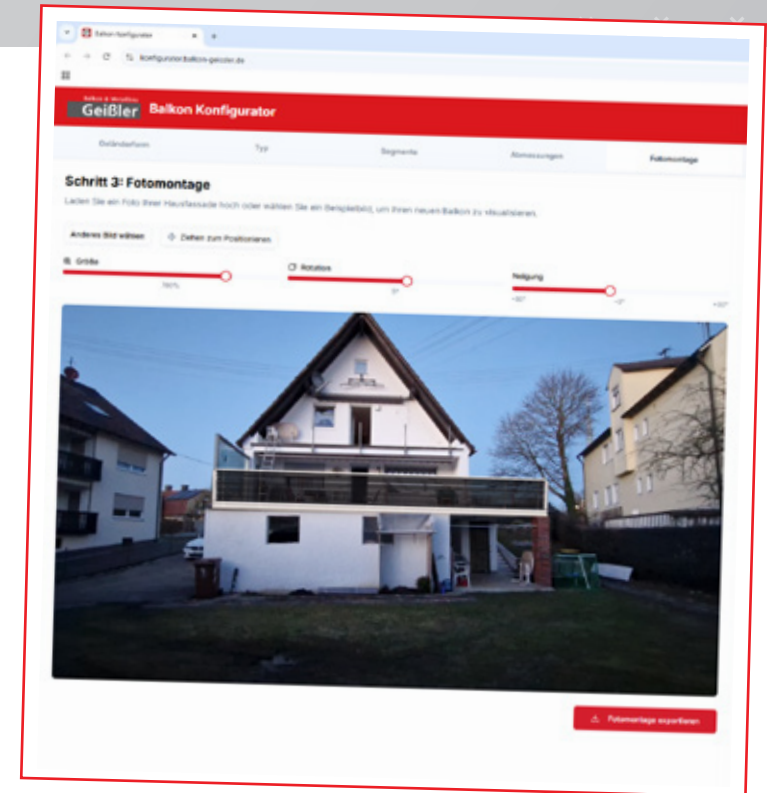 Balkon Konfigurator
konfigurator.balkon-geissler.de
Geißler
Balkon Konfigurator
Geländerform
Typ
Segmente
Abmessungen
Fotomontage
Schritt 3: Fotomontage
Laden Sie ein Foto Ihrer Hausfassade hoch oder wählen Sie ein Beispielbild, um Ihren neuen Balkon zu visualisieren.
Anderes Bild wählen
Ziehen zum Positionieren
Größe
Rotation
Neigung
0°
Fotomontage exportieren